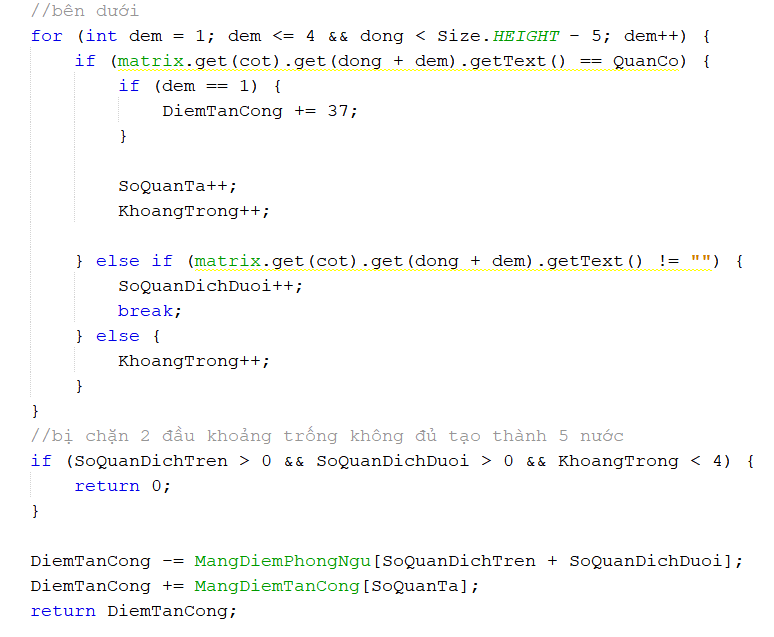 //bên dưới
for (int dem = 1; dem <= 4 && dong < Size.HEIGHT - 5; dem++) {
    if (matrix.get(cot).get(dong + dem).getText() == QuanCo) {
        if (dem == 1) {
            DiemTanCong += 37;
        }
        SoQuanTa++;
        KhoangTrong++;
    } else if (matrix.get(cot).get(dong + dem).getText() != "") {
        SoQuanDichDuoi++;
        break;
    } else {
        KhoangTrong++;
    }
}
//bị chặn 2 đầu khoảng trống không đủ tạo thành 5 nước
if (SoQuanDichTren > 0 && SoQuanDichDuoi > 0 && KhoangTrong < 4) {
    return 0;
}
DiemTanCong -= MangDiemPhongNgu[SoQuanDichTren + SoQuanDichDuoi];
DiemTanCong += MangDiemTanCong[SoQuanTa];
return DiemTanCong;